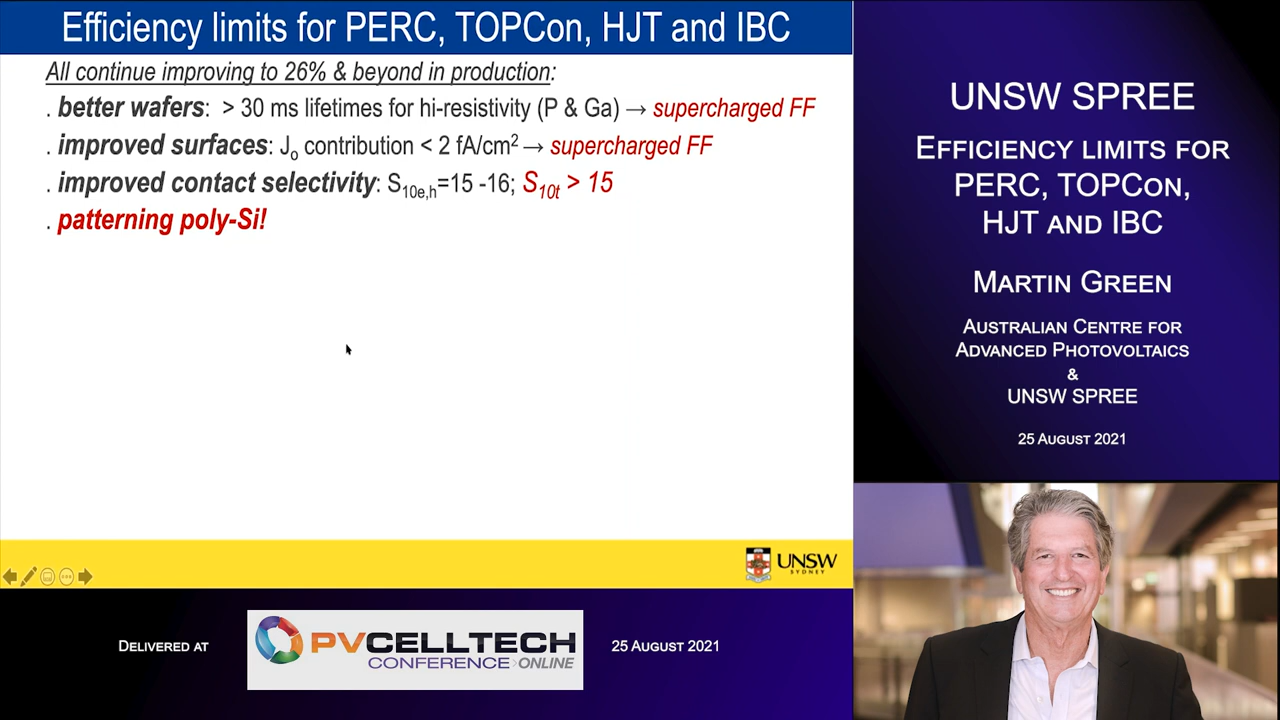 Efficiency limits for PERC, TOPCon, HJT and IBC
All continue improving to 26% & beyond in production:
. better wafers: > 30 ms lifetimes for hi-resistivity (P & Ga) → supercharged FF
. improved surfaces: Jo contribution < 2 fA/cm² → supercharged FF
. improved contact selectivity: S10e,h=15 -16; S10t > 15
. patterning poly-Si!
UNSW
SYDNEY
UNSW SPREE
EFFICIENCY LIMITS FOR
PERC, TOPCON,
HJT AND IBC
MARTIN GREEN
AUSTRALIAN CENTRE FOR
ADVANCED PHOTOVOLTAICS
&
UNSW SPREE
25 AUGUST 2021
DELIVERED AT
PVCELLTECH
CONFERENCE>ONLINE
25 AUGUST 2021